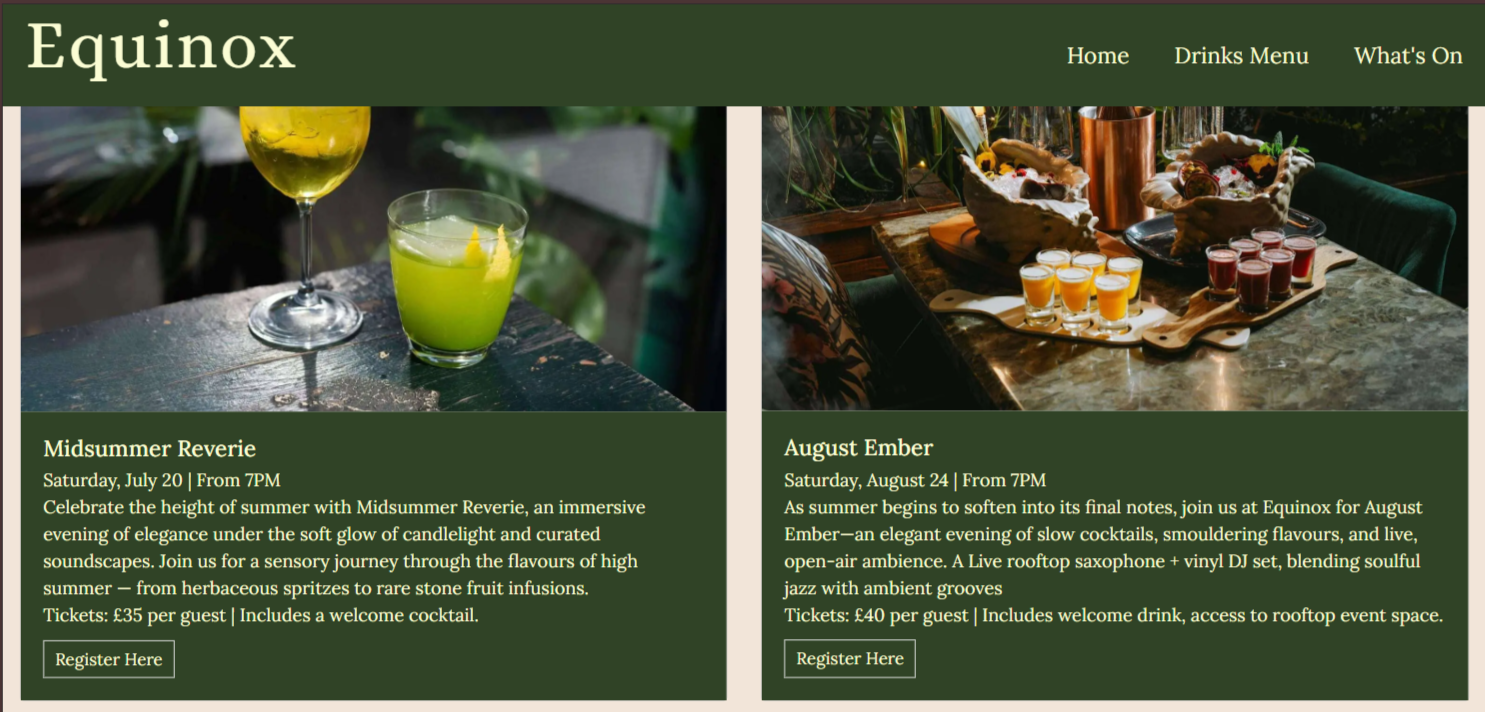 Equinox
Home Drinks Menu What's On
Midsummer Reverie
Saturday, July 20 | From 7PM
Celebrate the height of summer with Midsummer Reverie, an immersive
evening of elegance under the soft glow of candlelight and curated
soundscapes. Join us for a sensory journey through the flavours of high
summer — from herbaceous spritzes to rare stone fruit infusions.
Tickets: £35 per guest | Includes a welcome cocktail.
Register Here
August Ember
Saturday, August 24 | From 7PM
As summer begins to soften into its final notes, join us at Equinox for August
Ember—an elegant evening of slow cocktails, smouldering flavours, and live,
open-air ambience. A Live rooftop saxophone + vinyl DJ set, blending soulful
jazz with ambient grooves
Tickets: £40 per guest | Includes welcome drink, access to rooftop event space.
Register Here